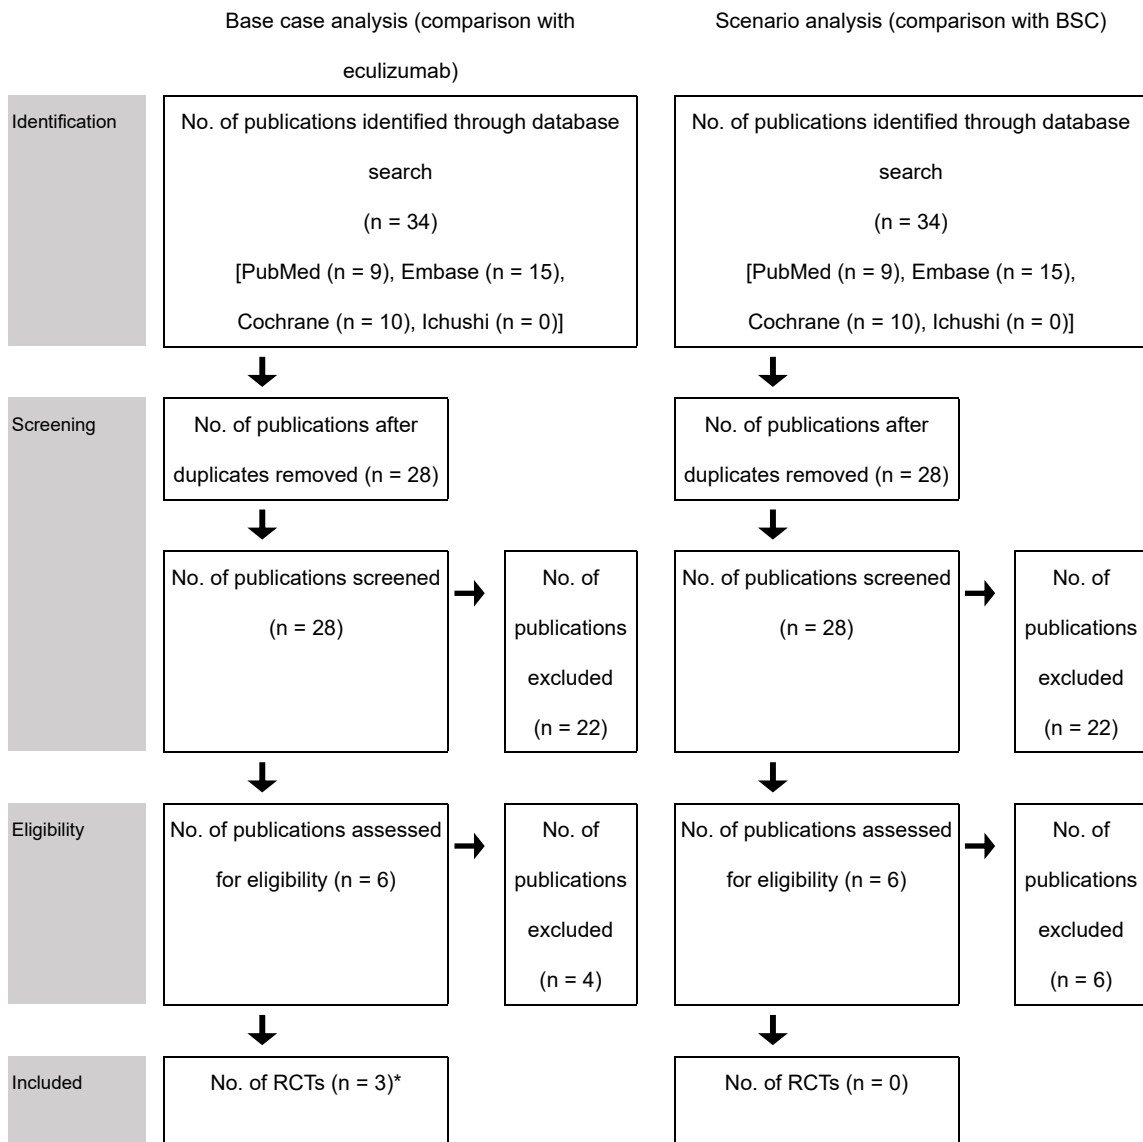 Base case analysis (comparison with
eculizumab)
Scenario analysis (comparison with BSC)
Identification
No. of publications identified through database
search
(n = 34)
[PubMed (n = 9), Embase (n = 15),
Cochrane (n = 10), Ichushi (n = 0)]
No. of publications identified through database
search
(n = 34)
[PubMed (n = 9), Embase (n = 15),
Cochrane (n = 10), Ichushi (n = 0)]
Screening
No. of publications after
duplicates removed (n = 28)
No. of publications after
duplicates removed (n = 28)
No. of publications screened
(n = 28)
No. of
publications
excluded
(n = 22)
No. of publications screened
(n = 28)
No. of
publications
excluded
(n = 22)
Eligibility
No. of publications assessed
for eligibility (n = 6)
No. of
publications
excluded
(n = 4)
No. of publications assessed
for eligibility (n = 6)
No. of
publications
excluded
(n = 6)
Included
No. of RCTs (n = 3)*
No. of RCTs (n = 0)